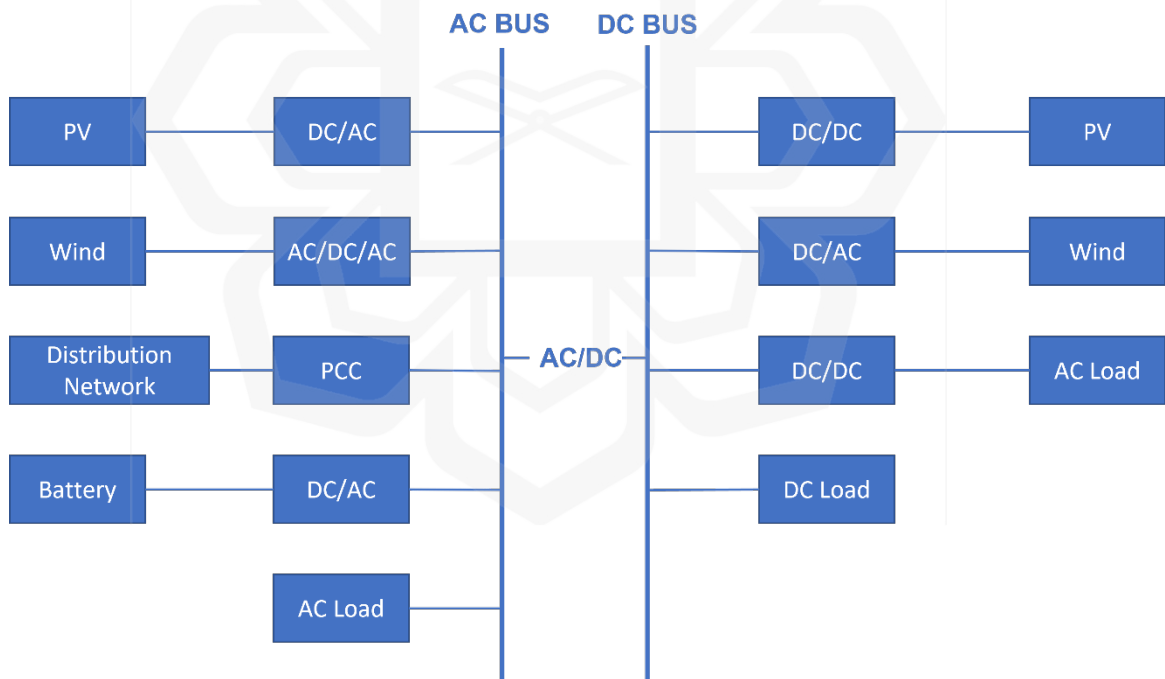 AC BUS
DC BUS
PV
DC/AC
DC/DC
PV
Wind
AC/DC/AC
DC/AC
Wind
Distribution
Network
PCC
AC/DC
DC/DC
AC Load
Battery
DC/AC
DC Load
AC Load